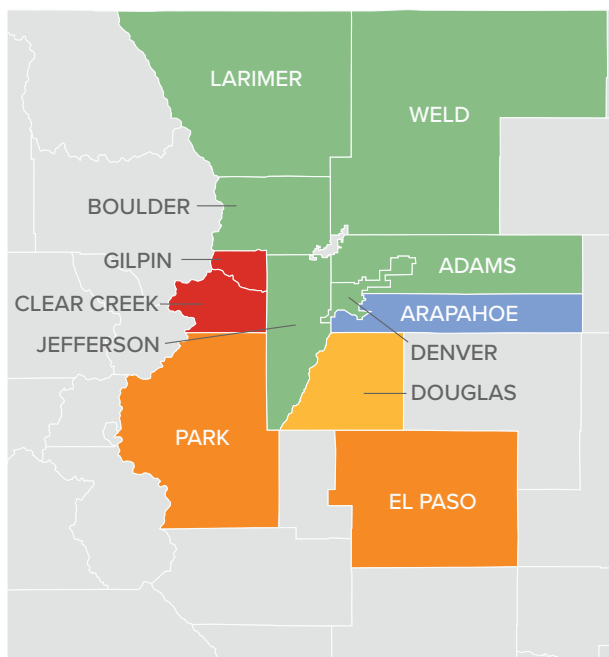 LARIMER
WELD
BOULDER
GILPIN
ADAMS
CLEAR CREEK
ARAPAHOE
JEFFERSON
DENVER
DOUGLAS
PARK
EL PASO